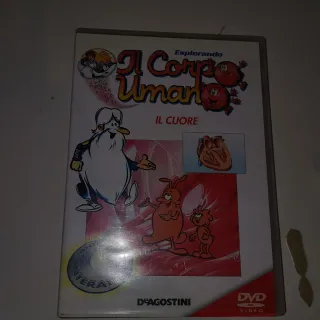 Esplorando
Il Corpo
Umano
IL CUORE
DeAGOSTINI
DVD
VIDEO